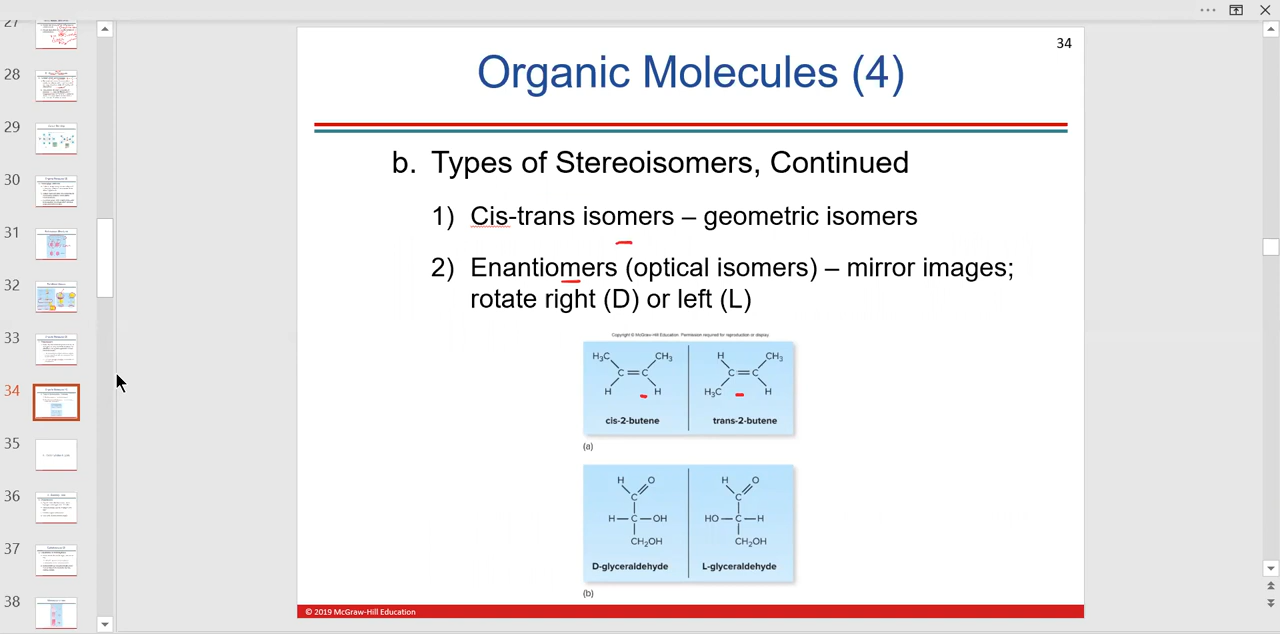 27
28
29
30
31
32
33
34
35
36
37
38
34
Organic Molecules (4)
b. Types of Stereoisomers, Continued
1) Cis-trans isomers – geometric isomers
2) Enantiomers (optical isomers) – mirror images;
rotate right (D) or left (L)
Copyright © McGraw-Hill Education. Permission required for reproduction or display.
H₃C CH₃ H CH₃
C=C C=C
H H H₃C H
cis-2-butene trans-2-butene
(a)
H O H O
C C
H—C—OH HO—C—H
CH₂OH CH₂OH
D-glyceraldehyde L-glyceraldehyde
(b)
© 2019 McGraw-Hill Education